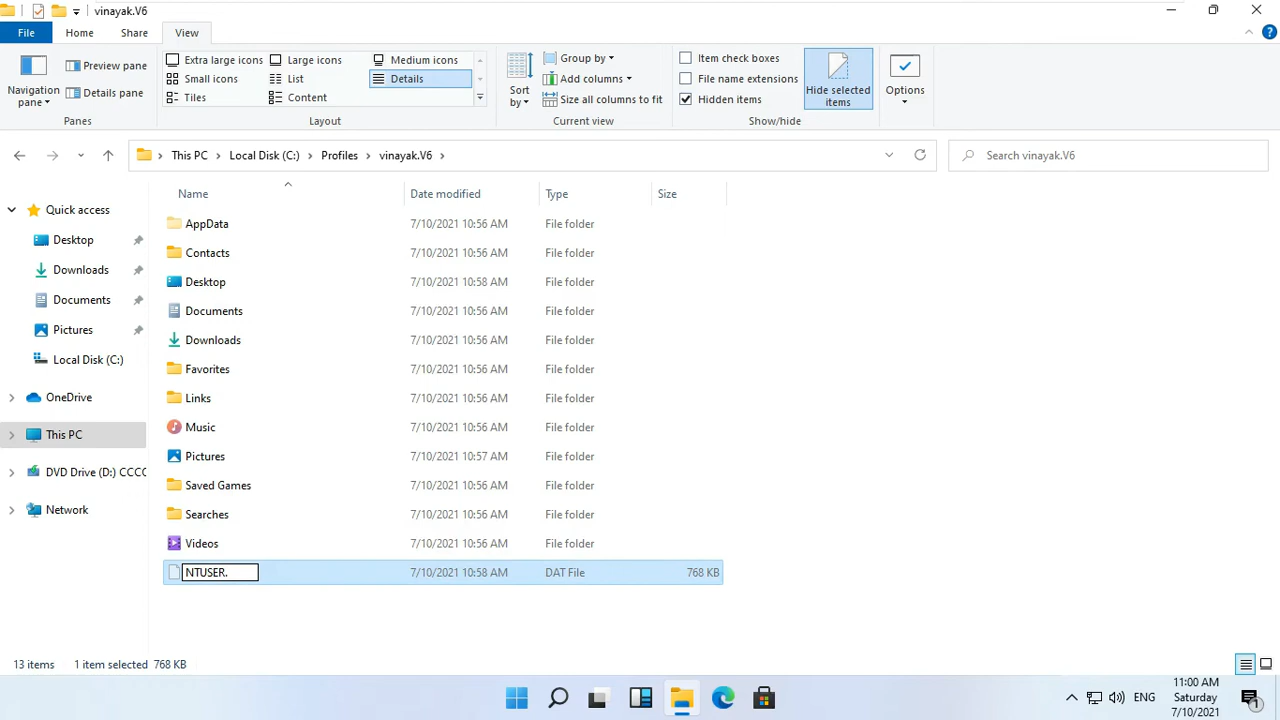 vinayak.V6
File Home Share View
Navigation pane
Preview pane
Details pane
Panes
Extra large icons Large icons Medium icons
Small icons List Details
Tiles Content
Layout
Sort by
Group by
Add columns
Size all columns to fit
Current view
Item check boxes
File name extensions
Hidden items
Hide selected items
Show/hide
Options
This PC Local Disk (C:) Profiles vinayak.V6
Search vinayak.V6
Quick access
Desktop
Downloads
Documents
Pictures
Local Disk (C:)
OneDrive
This PC
DVD Drive (D:) CCCC
Network
Name Date modified Type Size
AppData 7/10/2021 10:56 AM File folder
Contacts 7/10/2021 10:56 AM File folder
Desktop 7/10/2021 10:58 AM File folder
Documents 7/10/2021 10:56 AM File folder
Downloads 7/10/2021 10:56 AM File folder
Favorites 7/10/2021 10:56 AM File folder
Links 7/10/2021 10:56 AM File folder
Music 7/10/2021 10:56 AM File folder
Pictures 7/10/2021 10:57 AM File folder
Saved Games 7/10/2021 10:56 AM File folder
Searches 7/10/2021 10:56 AM File folder
Videos 7/10/2021 10:56 AM File folder
NTUSER. 7/10/2021 10:58 AM DAT File 768 KB
13 items 1 item selected 768 KB
ENG
11:00 AM
Saturday
7/10/2021
1